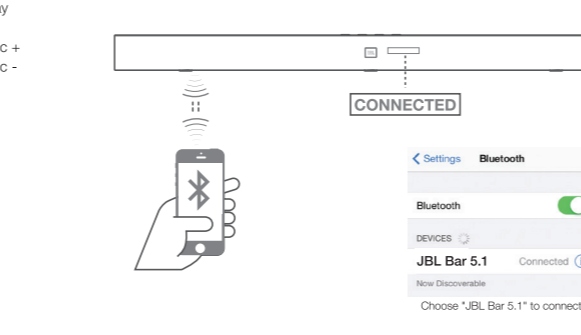 ay
c +
c -
CONNECTED
Settings Bluetooth
Bluetooth
DEVICES
JBL Bar 5.1 Connected
Now Discoverable
Choose "JBL Bar 5.1" to connect